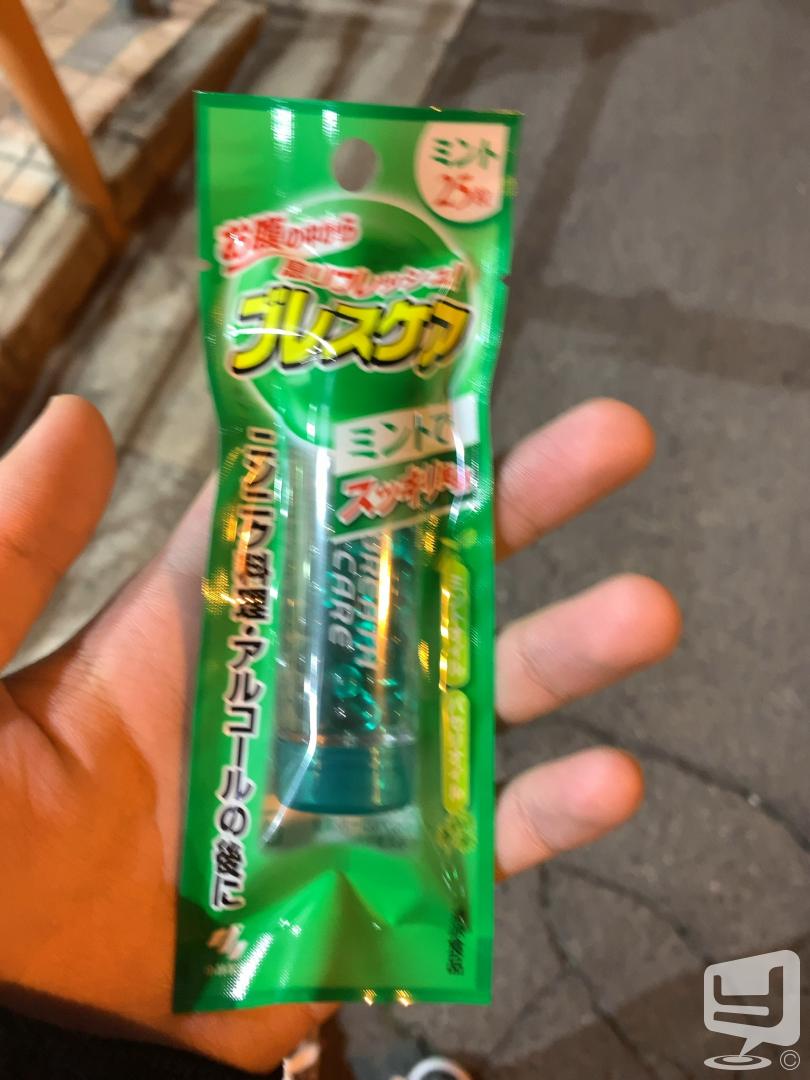 ミント
25粒
お腹の中から
息リフレッシュ!
ブレスケア
ミントで
スッキリ
BREATH
CARE
ニンニク料理・アルコールの後に